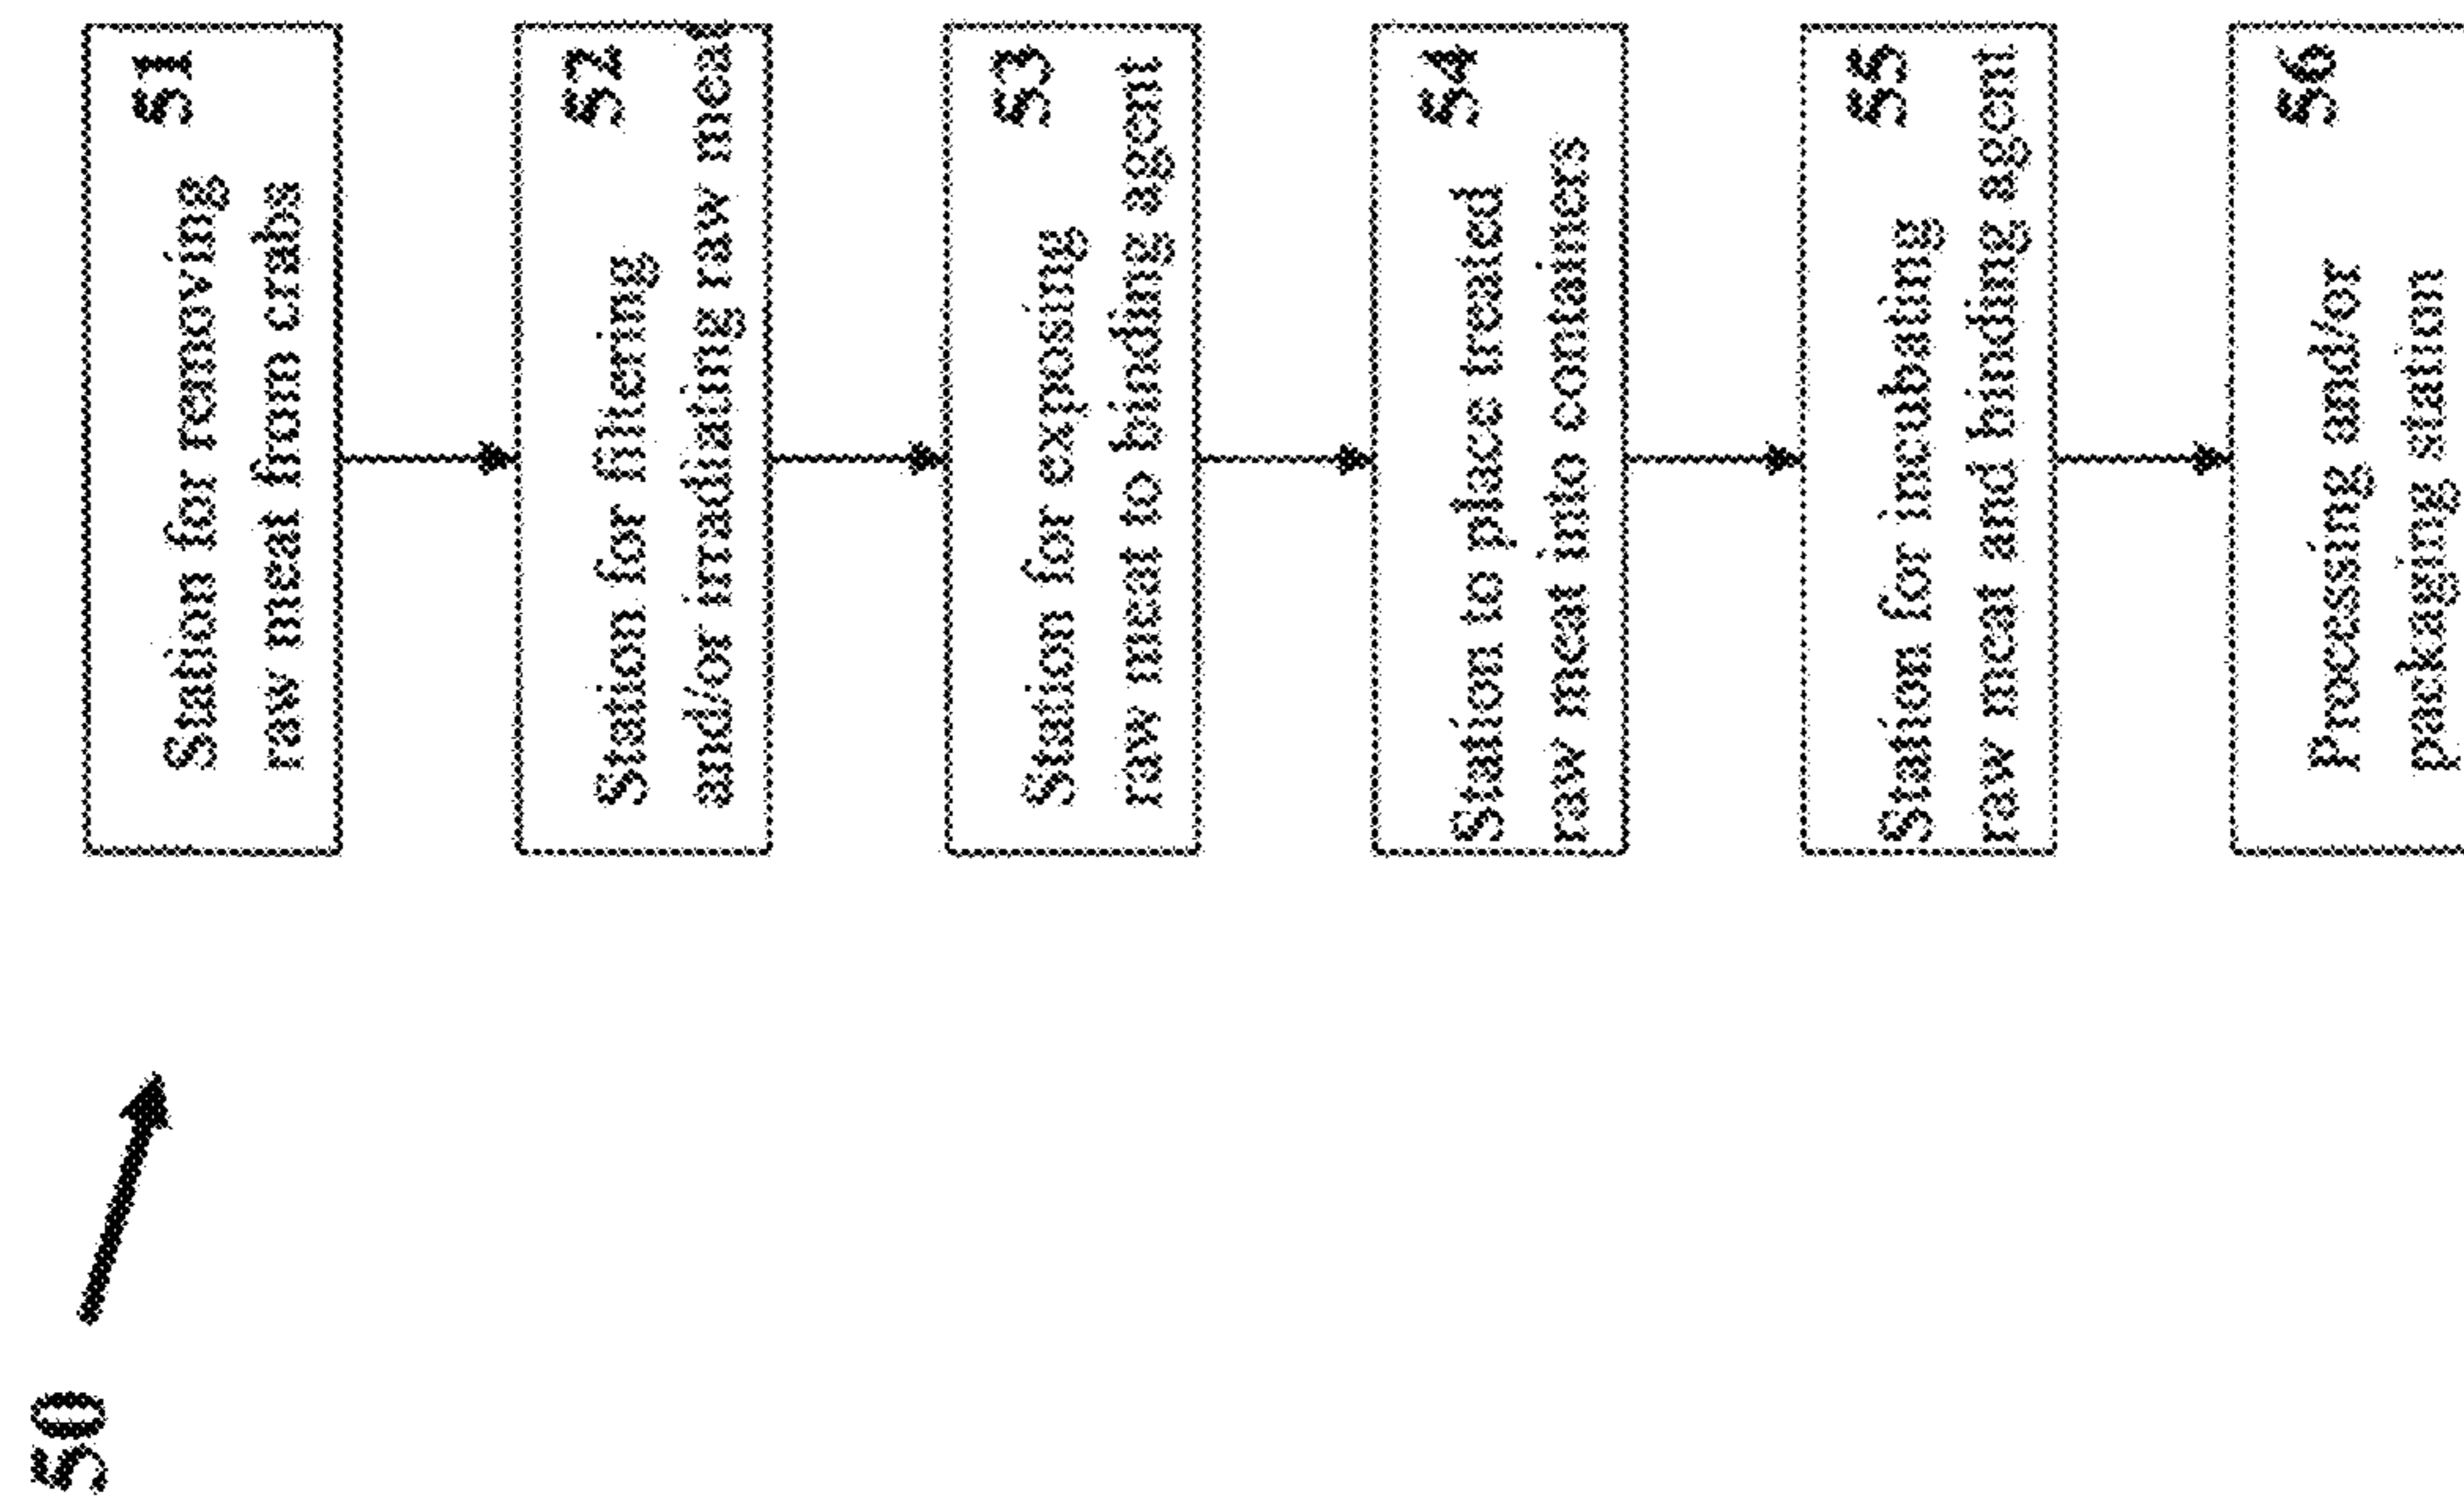 50
51
Station for removing
raw meat from crabs
52
Station for filtering
and/or irradiating raw meat
53
Station for exposing
raw meat to binding agent
54
Station to place treated
raw meat into containers
55
Station for incubating
raw meat and binding agent
56
Processing and/or
packaging station